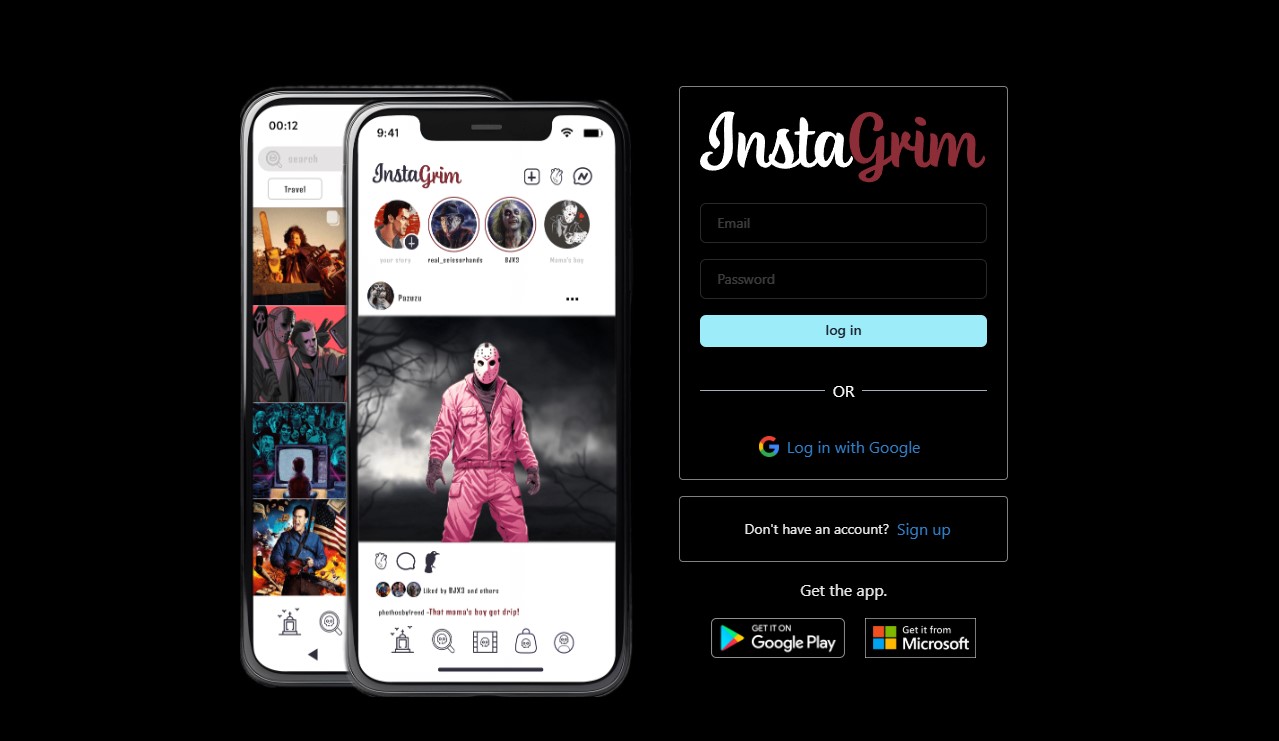 00:12
search
Travel
9:41
InstaGrim
your story
real_scissorhands
BJX3
Mama's boy
Pazuzu
Liked by BJX3 and others
photosbyfreed -That mama's boy got drip!
InstaGrim
Email
Password
log in
OR
Log in with Google
Don't have an account? Sign up
Get the app.
GET IT ON
Google Play
Get it from
Microsoft